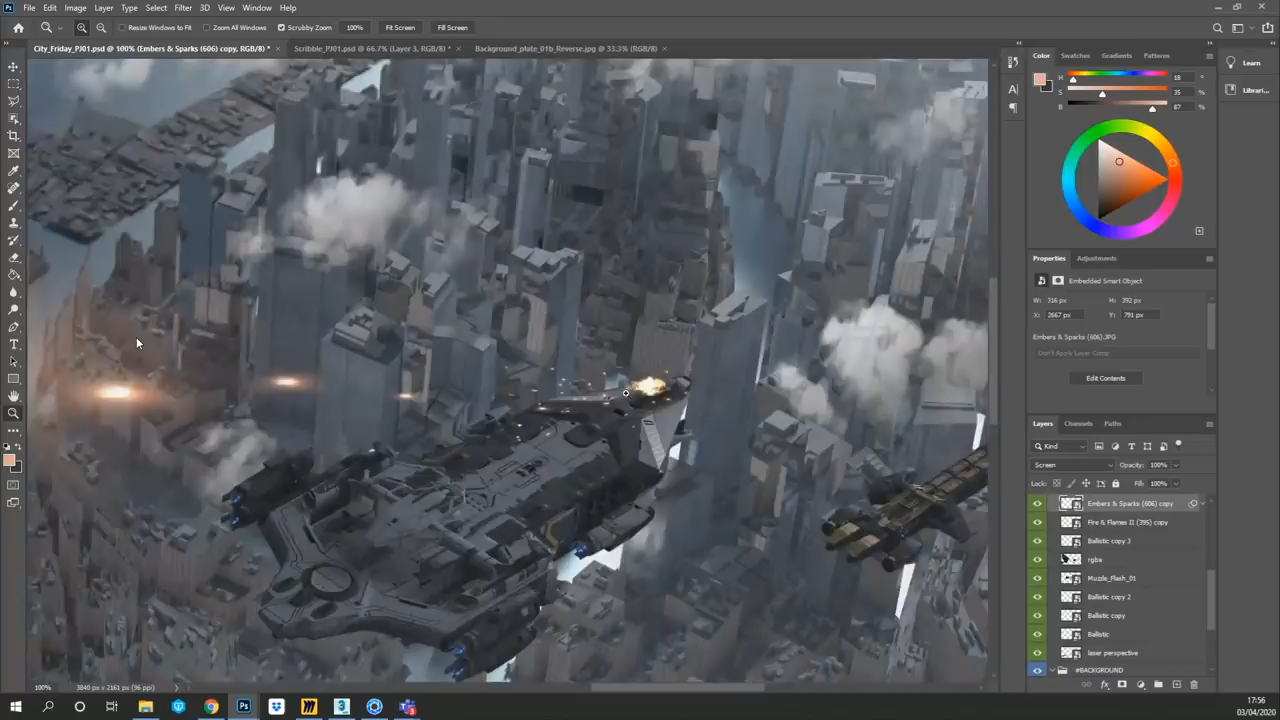 File Edit Image Layer Type Select Filter 3D View Window Help
Resize Windows to Fit Zoom All Windows Scrubby Zoom 100% Fit Screen Fill Screen
City_Friday_PJ01.psd @ 100% (Embers & Sparks (606) copy, RGB/8) * × Scribble_PJ01.psd @ 66.7% (Layer 3, RGB/8) * × Background_plate_01b_Reverse.jpg @ 33.3% (RGB/8) ×
Color Swatches Gradients Patterns
Learn
H 18 °
S 35 %
B 87 %
Librari...
Properties Adjustments
Embedded Smart Object
W: 316 px H: 392 px
X: 2667 px Y: 791 px
Embers & Sparks (606).JPG
Don't Apply Layer Comp
Edit Contents
Layers Channels Paths
Kind
Screen Opacity: 100%
Lock: Fill: 100%
Embers & Sparks (606) copy
Fire & Flames II (395) copy
Ballistic copy 3
rgba
Muzzle_Flash_01
Ballistic copy 2
Ballistic copy
Ballistic
laser perspective
#BACKGROUND
fx
100% 3840 px x 2161 px (96 ppi)
17:56
03/04/2020